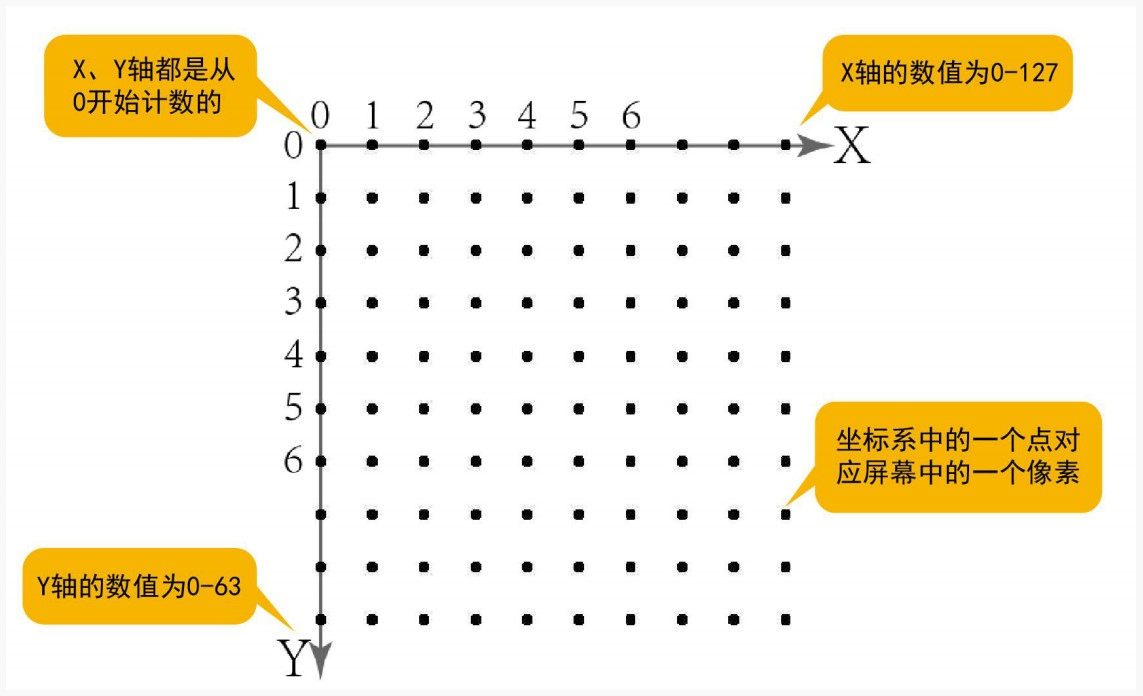 X、Y轴都是从
0开始计数的
X轴的数值为0-127
0 1 2 3 4 5 6
X
0
1
2
3
4
5
6
坐标系中的一个点对
应屏幕中的一个像素
Y轴的数值为0-63
Y